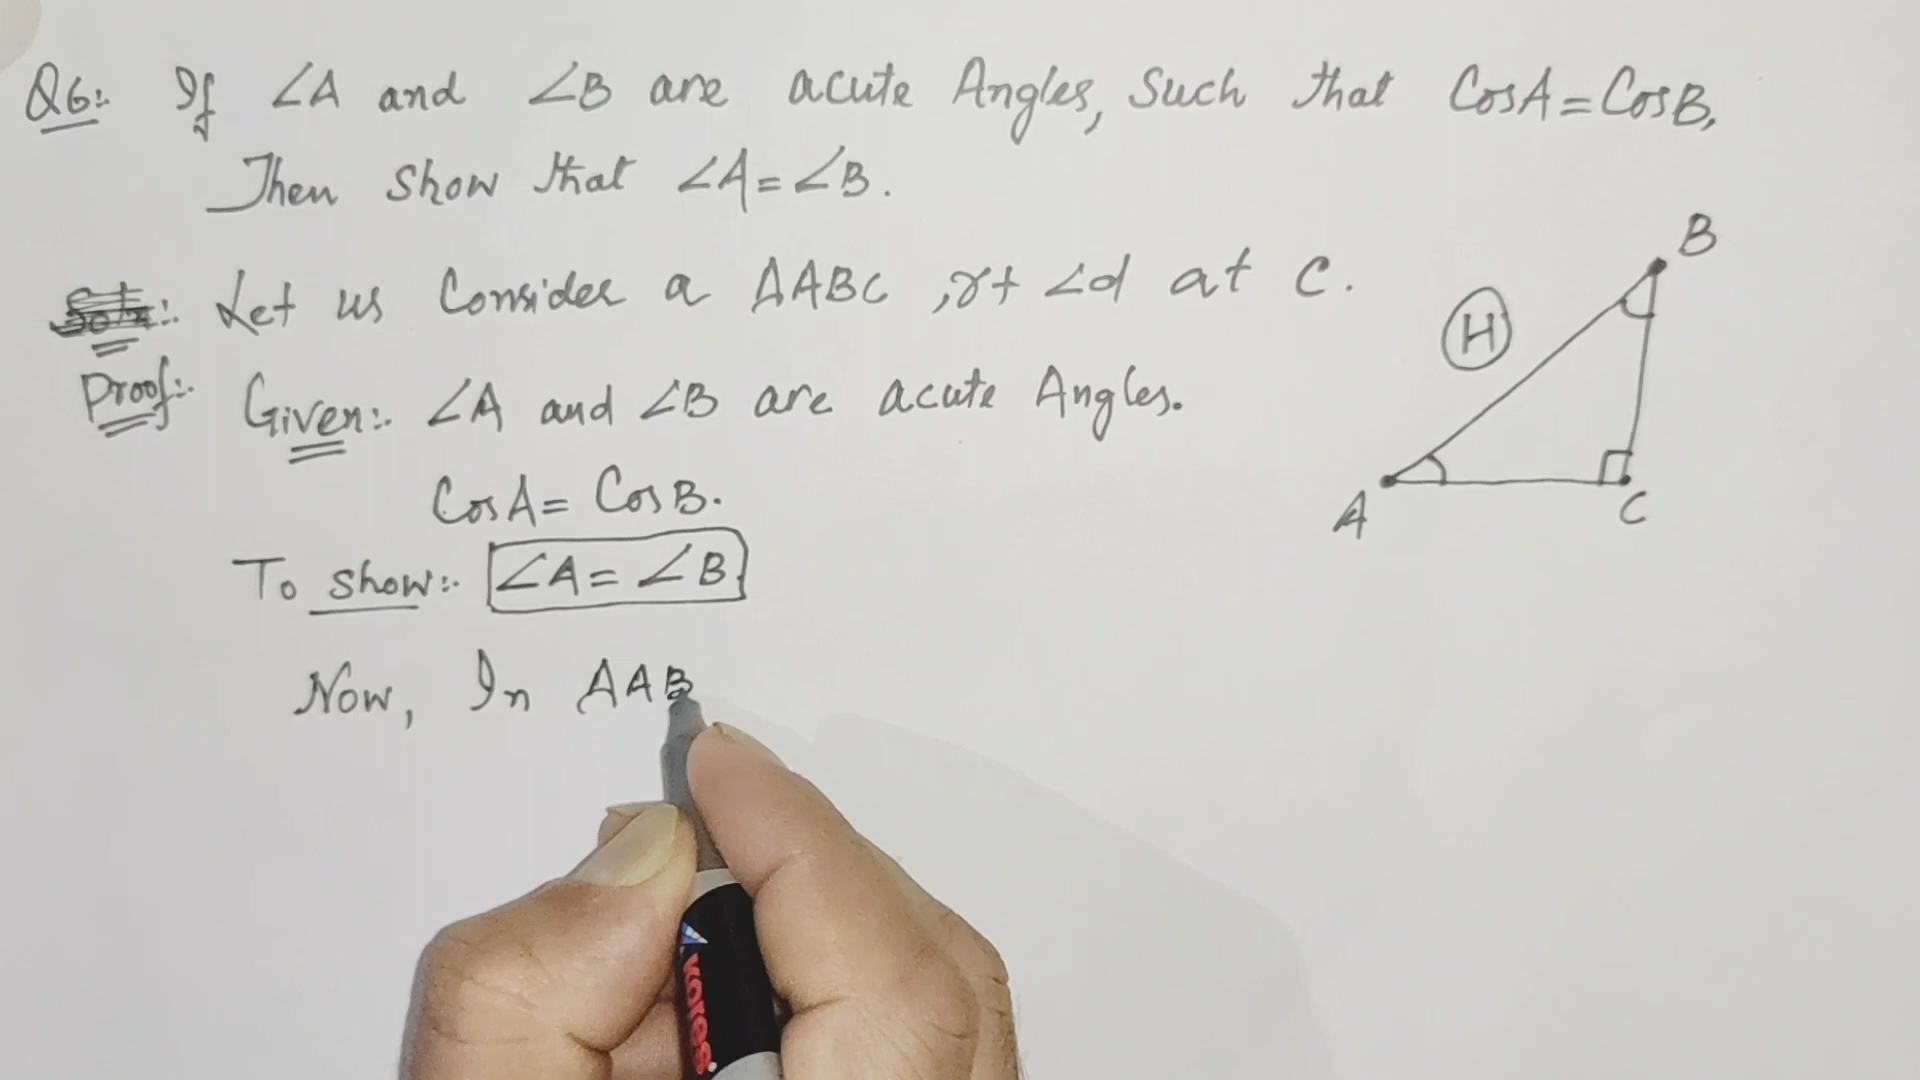 Q6:. If ∠A and ∠B are acute Angles, Such that CosA=CosB,
Then show that ∠A=∠B.
Let us Consider a ΔABC, rt ∠d at C.
Proof:. Given:. ∠A and ∠B are acute Angles.
CosA= CosB.
To show:. ∠A= ∠B.
Now, In ΔAB
B
H
A
C
kores